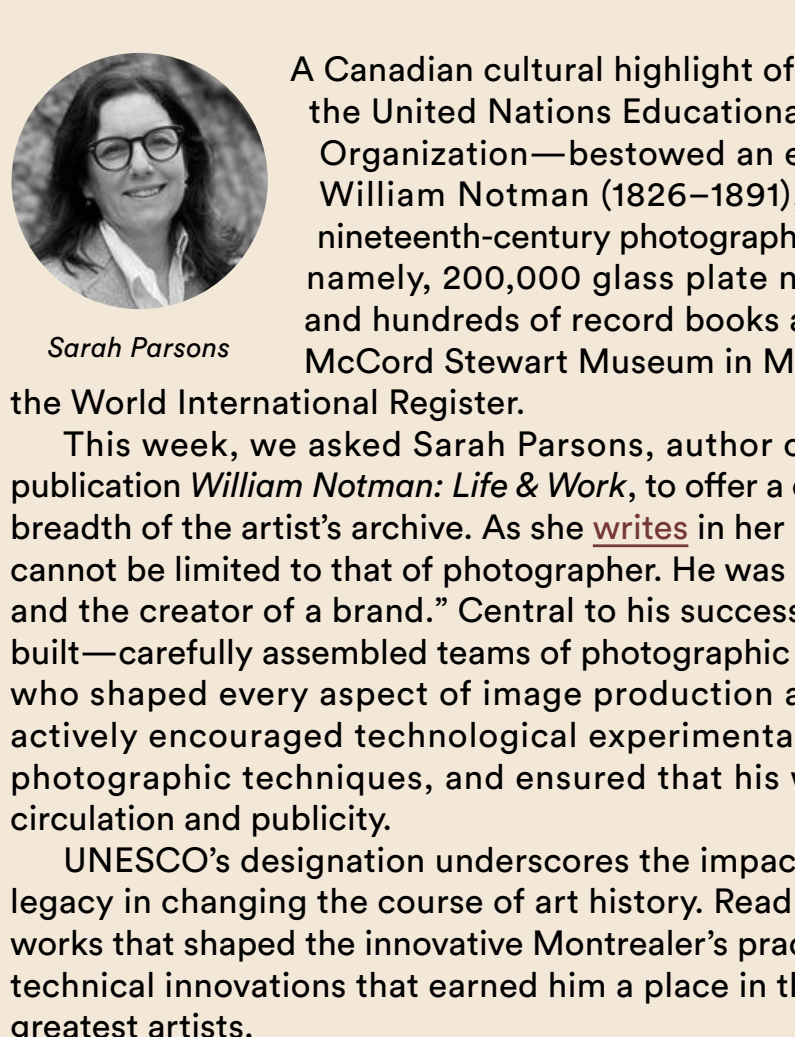 A Canadian cultural highlight of
the United Nations Educationa
Organization—bestowed an e
William Notman (1826–1891),
nineteenth-century photograph
namely, 200,000 glass plate n
and hundreds of record books a
McCord Stewart Museum in M
Sarah Parsons
the World International Register.
This week, we asked Sarah Parsons, author o
publication William Notman: Life & Work, to offer a
breadth of the artist’s archive. As she writes in her
cannot be limited to that of photographer. He was
and the creator of a brand.” Central to his success
built—carefully assembled teams of photographic
who shaped every aspect of image production a
actively encouraged technological experimenta
photographic techniques, and ensured that his
circulation and publicity.
UNESCO’s designation underscores the impac
legacy in changing the course of art history. Read
works that shaped the innovative Montrealer’s prac
technical innovations that earned him a place in th
greatest artists.